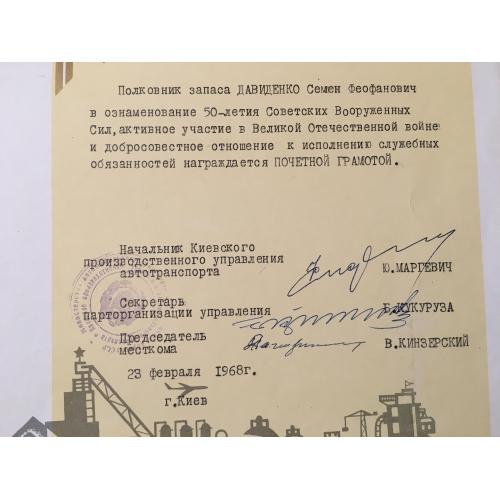 Полковник запаса ДАВИДЕНКО Семен Феофанович
в ознаменование 50-летия Советских Вооруженных
Сил, активное участие в Великой Отечественной войне
и добросовестное отношение к исполнению служебных
обязанностей награждается ПОЧЕТНОЙ ГРАМОТОЙ.
Начальник Киевского
производственного управления
автотранспорта Ю.МАРГЕВИЧ
Секретарь
парторганизации управления КУКУРУЗА
Председатель
месткома В.КИНЗЕРСКИЙ
23 февраля 1968г.
г.Киев